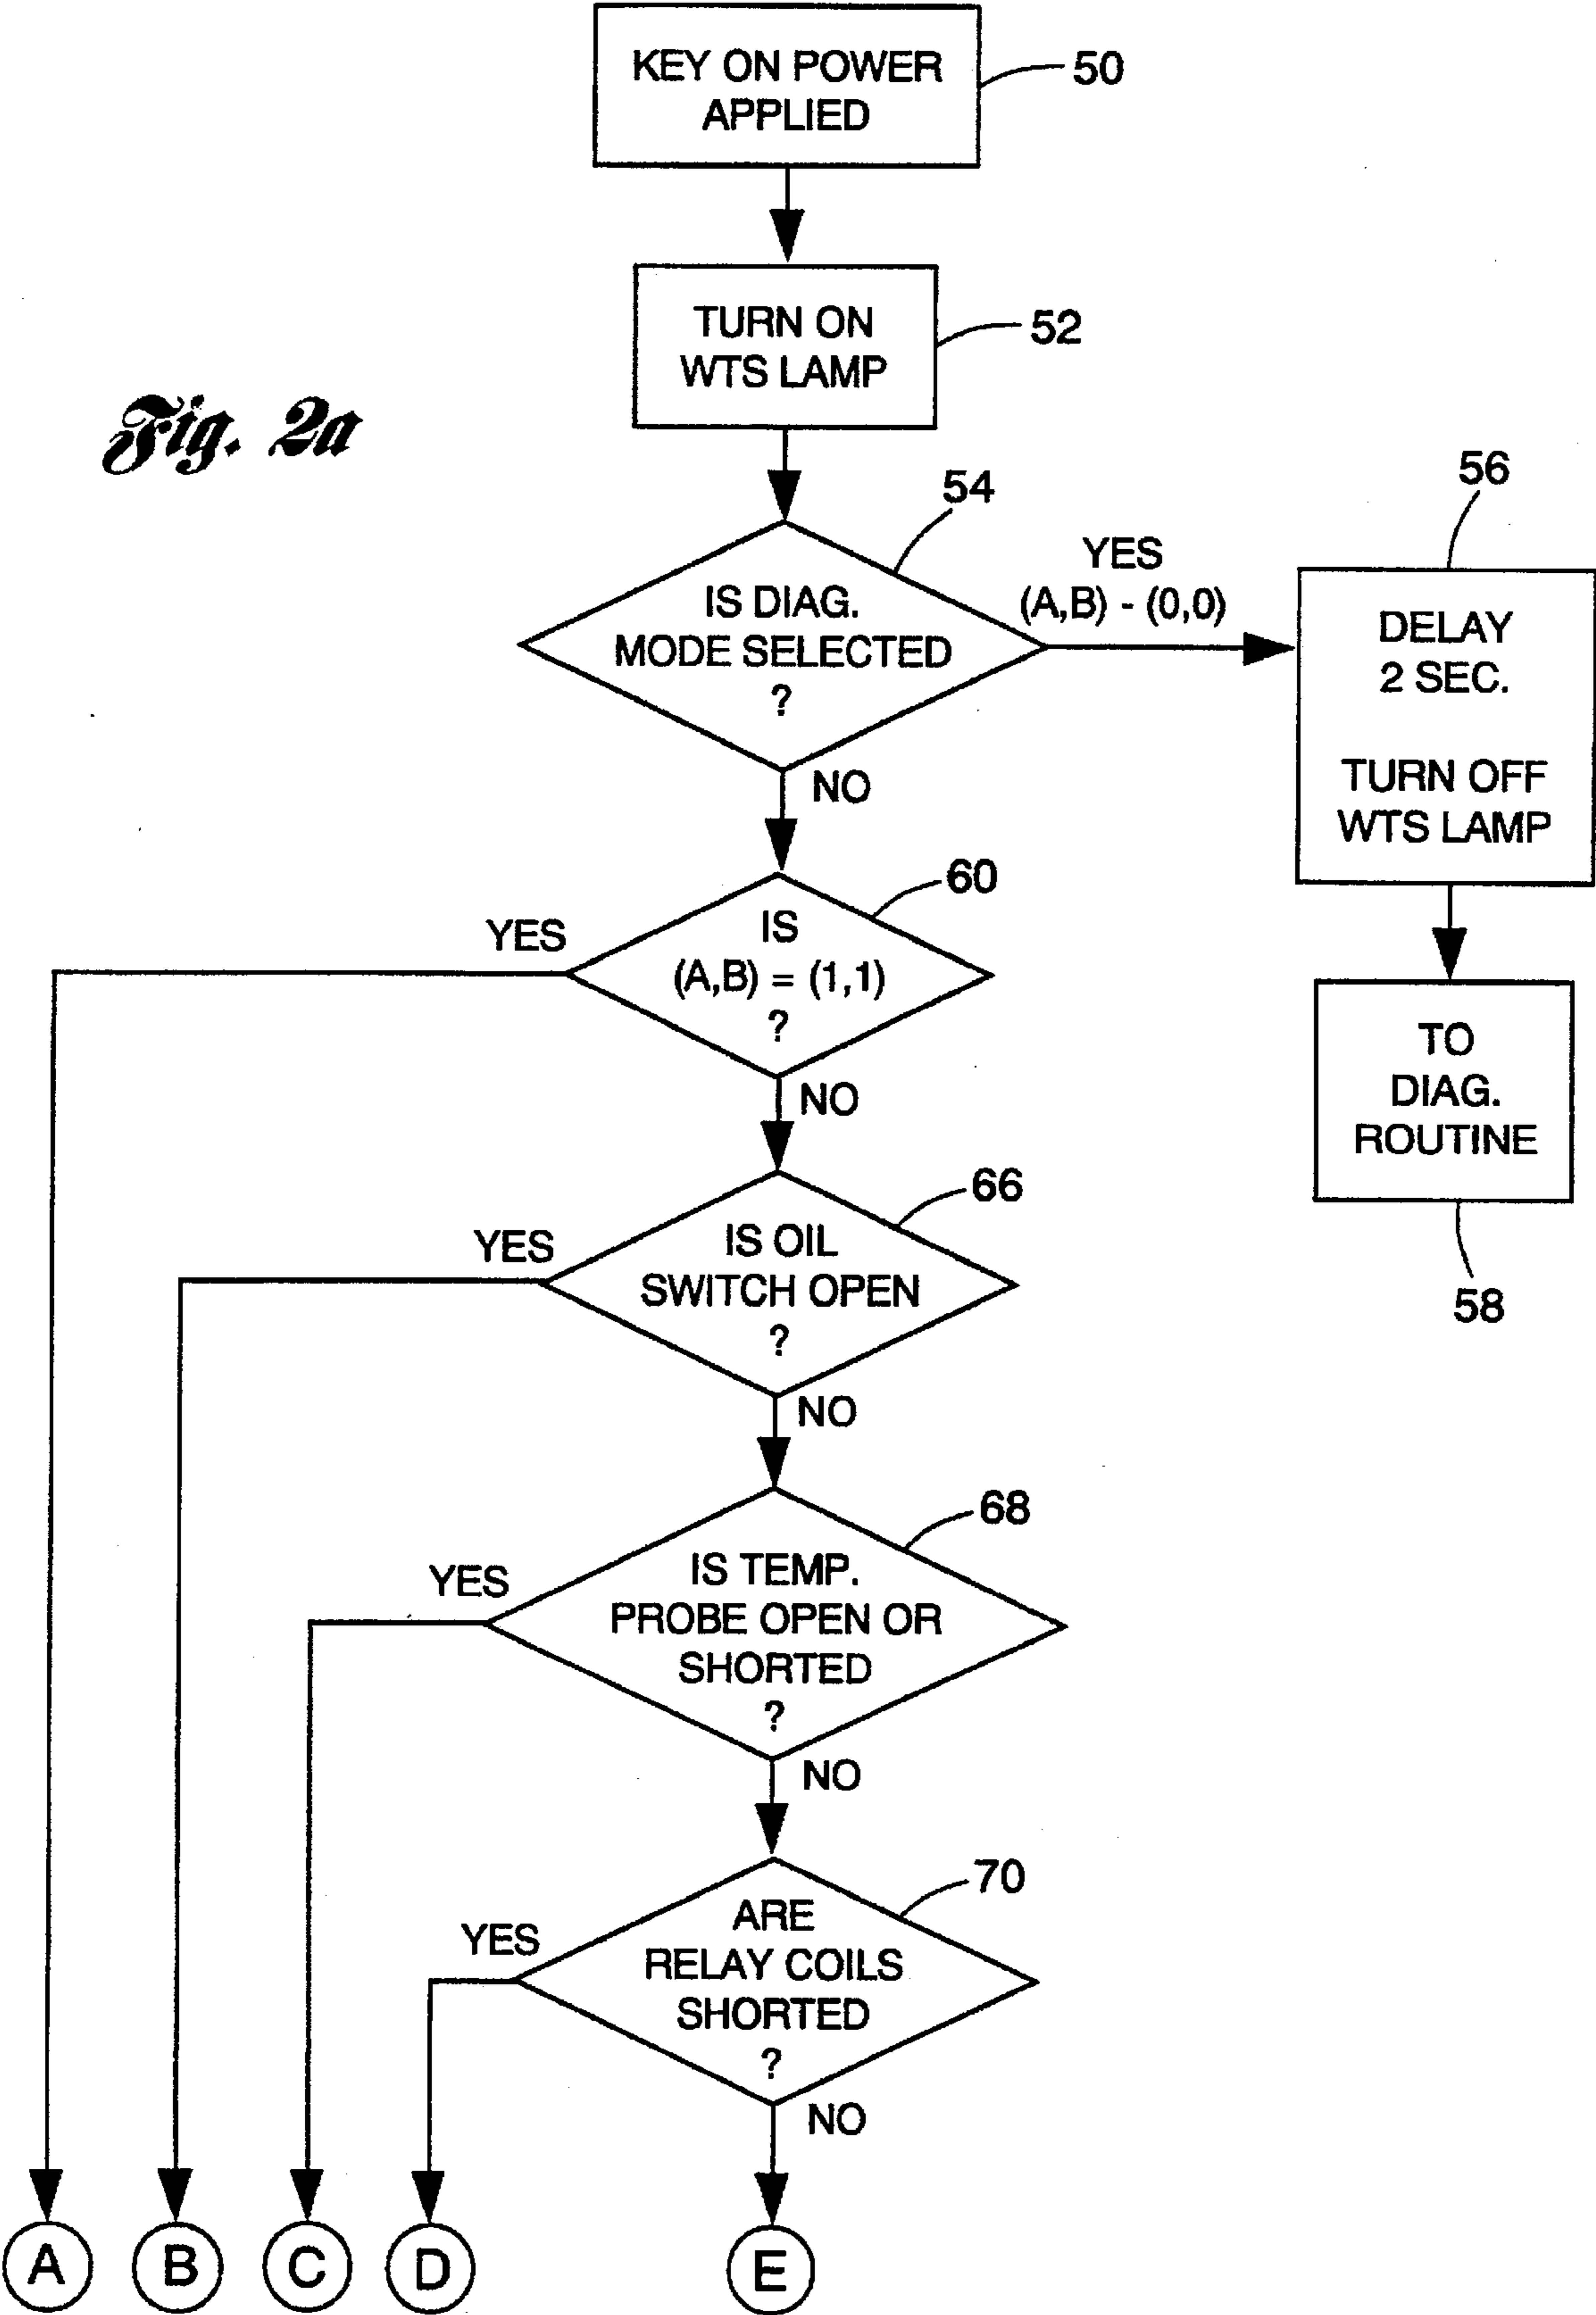 KEY ON POWER
APPLIED
50
TURN ON
WTS LAMP
52
Fig. 2a
54
IS DIAG.
MODE SELECTED
?
YES
(A,B) - (0,0)
56
DELAY
2 SEC.
TURN OFF
WTS LAMP
NO
60
YES
IS
(A,B) = (1,1)
?
TO
DIAG.
ROUTINE
58
NO
66
YES
IS OIL
SWITCH OPEN
?
NO
68
YES
IS TEMP.
PROBE OPEN OR
SHORTED
?
NO
70
YES
ARE
RELAY COILS
SHORTED
?
NO
A
B
C
D
E